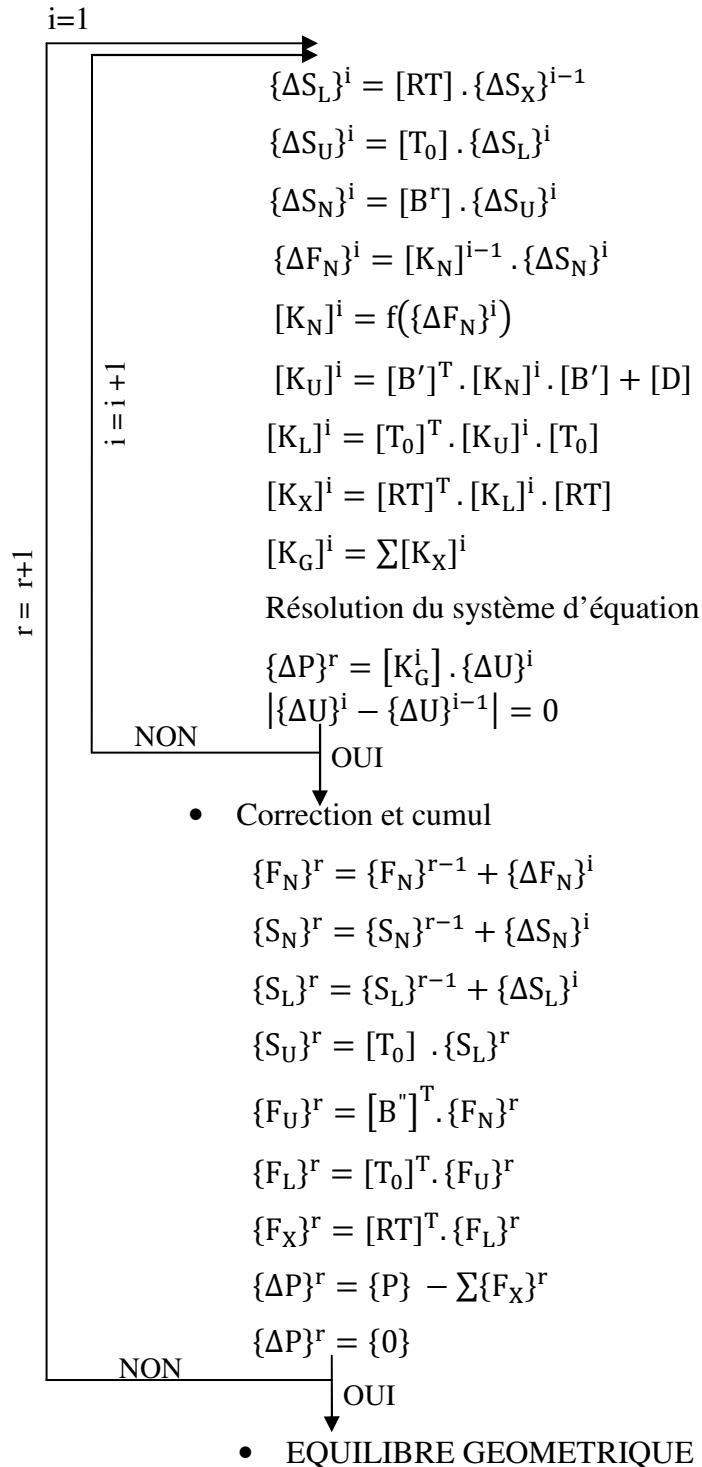 i=1
{ΔS_L}^i = [RT] . {ΔS_X}^{i−1}
{ΔS_U}^i = [T_0] . {ΔS_L}^i
{ΔS_N}^i = [B^r] . {ΔS_U}^i
{ΔF_N}^i = [K_N]^{i−1} . {ΔS_N}^i
[K_N]^i = f({ΔF_N}^i)
[K_U]^i = [B′]^T . [K_N]^i . [B′] + [D]
[K_L]^i = [T_0]^T . [K_U]^i . [T_0]
[K_X]^i = [RT]^T . [K_L]^i . [RT]
[K_G]^i = ∑[K_X]^i
Résolution du système d’équation
{ΔP}^r = [K_G^i] . {ΔU}^i
|{ΔU}^i − {ΔU}^{i−1}| = 0
i = i +1
NON
OUI
• Correction et cumul
{F_N}^r = {F_N}^{r−1} + {ΔF_N}^i
{S_N}^r = {S_N}^{r−1} + {ΔS_N}^i
{S_L}^r = {S_L}^{r−1} + {ΔS_L}^i
{S_U}^r = [T_0] . {S_L}^r
{F_U}^r = [B"]^T . {F_N}^r
{F_L}^r = [T_0]^T . {F_U}^r
{F_X}^r = [RT]^T . {F_L}^r
{ΔP}^r = {P} − ∑{F_X}^r
{ΔP}^r = {0}
r = r+1
NON
OUI
• EQUILIBRE GEOMETRIQUE